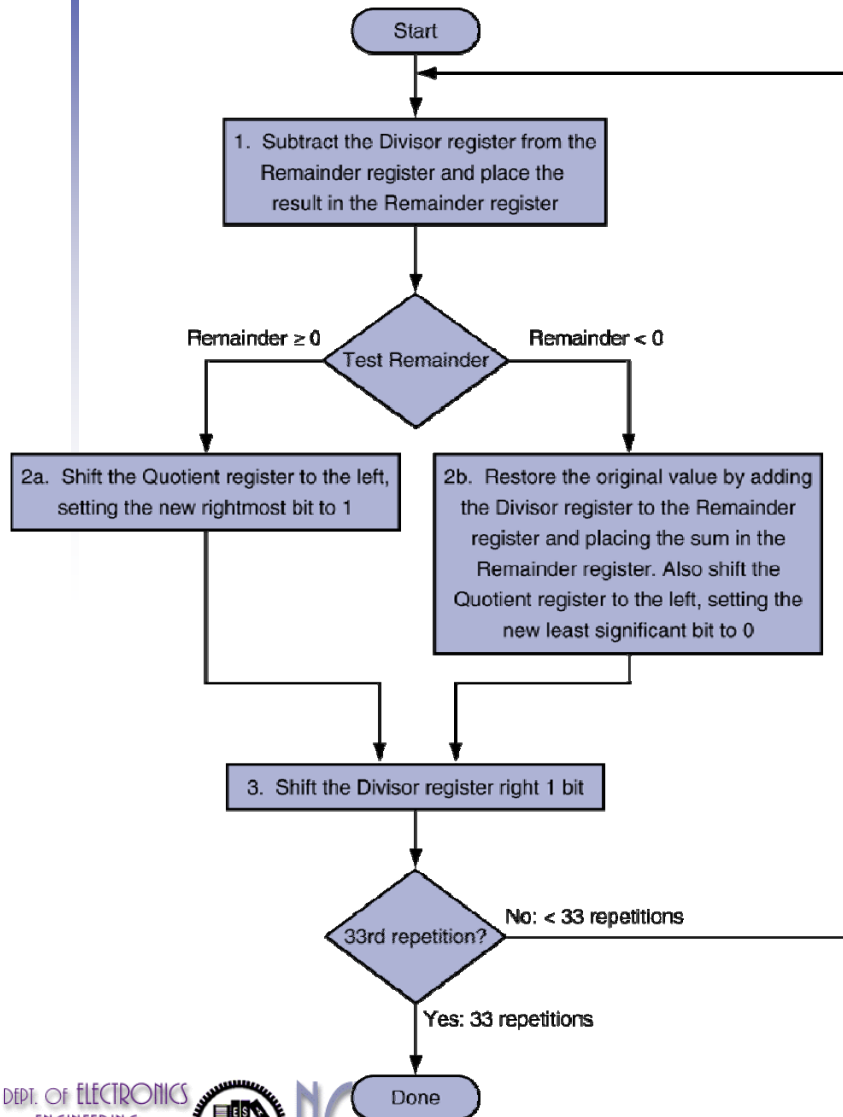 Start
1. Subtract the Divisor register from the
Remainder register and place the
result in the Remainder register
Remainder ≥ 0
Test Remainder
Remainder < 0
2a. Shift the Quotient register to the left,
setting the new rightmost bit to 1
2b. Restore the original value by adding
the Divisor register to the Remainder
register and placing the sum in the
Remainder register. Also shift the
Quotient register to the left, setting the
new least significant bit to 0
3. Shift the Divisor register right 1 bit
33rd repetition?
No: < 33 repetitions
Yes: 33 repetitions
Done
DEPT. OF ELECTRONICS